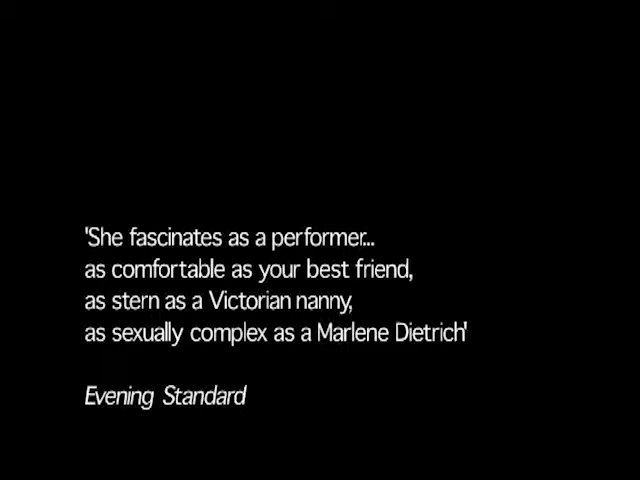 'She fascinates as a performer...
as comfortable as your best friend,
as stern as a Victorian nanny,
as sexually complex as a Marlene Dietrich'
Evening Standard